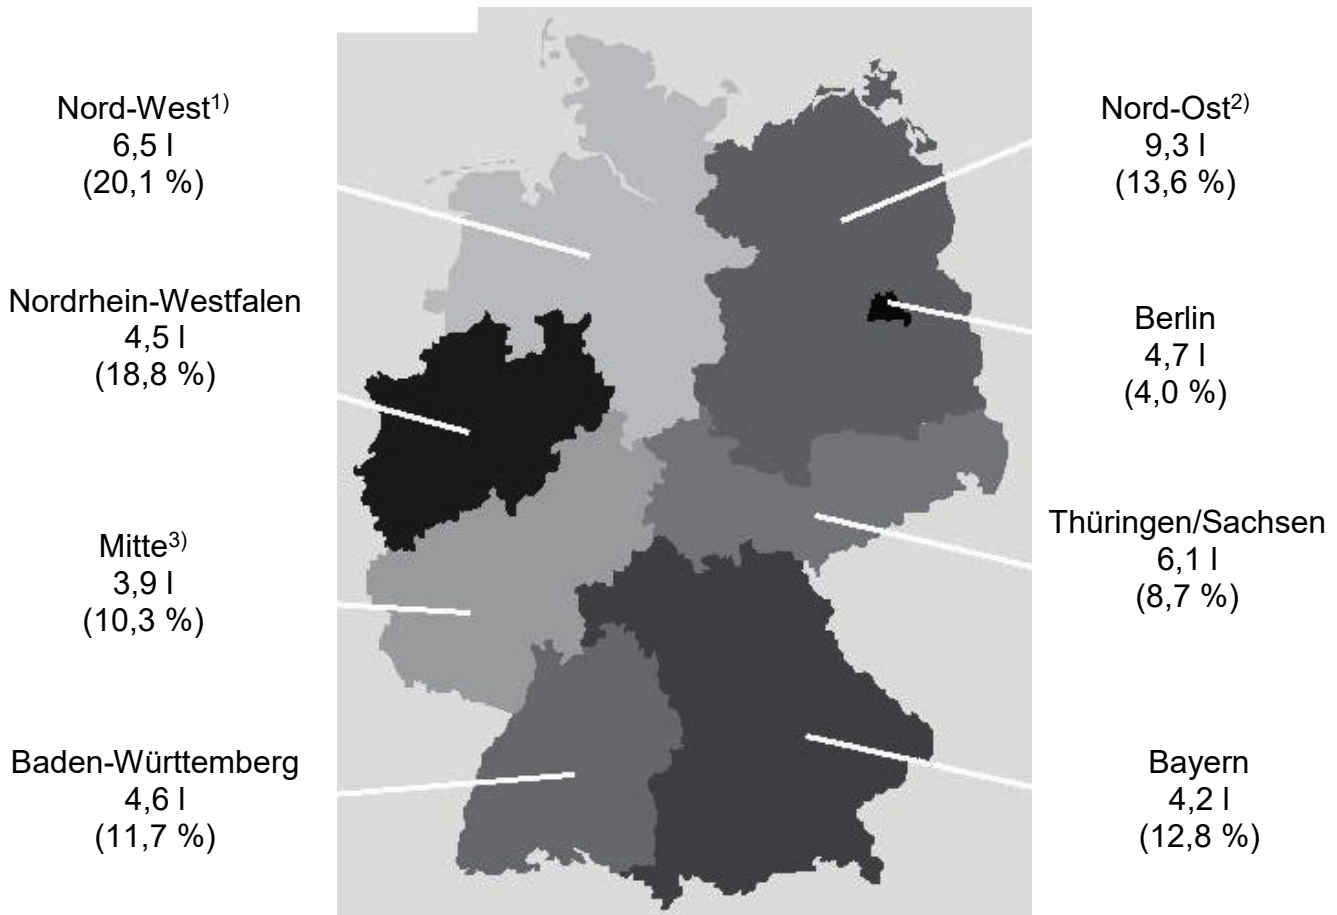 Nord-West1)
6,5 l
(20,1 %)
Nordrhein-Westfalen
4,5 l
(18,8 %)
Mitte3)
3,9 l
(10,3 %)
Baden-Württemberg
4,6 l
(11,7 %)
Nord-Ost2)
9,3 l
(13,6 %)
Berlin
4,7 l
(4,0 %)
Thüringen/Sachsen
6,1 l
(8,7 %)
Bayern
4,2 l
(12,8 %)